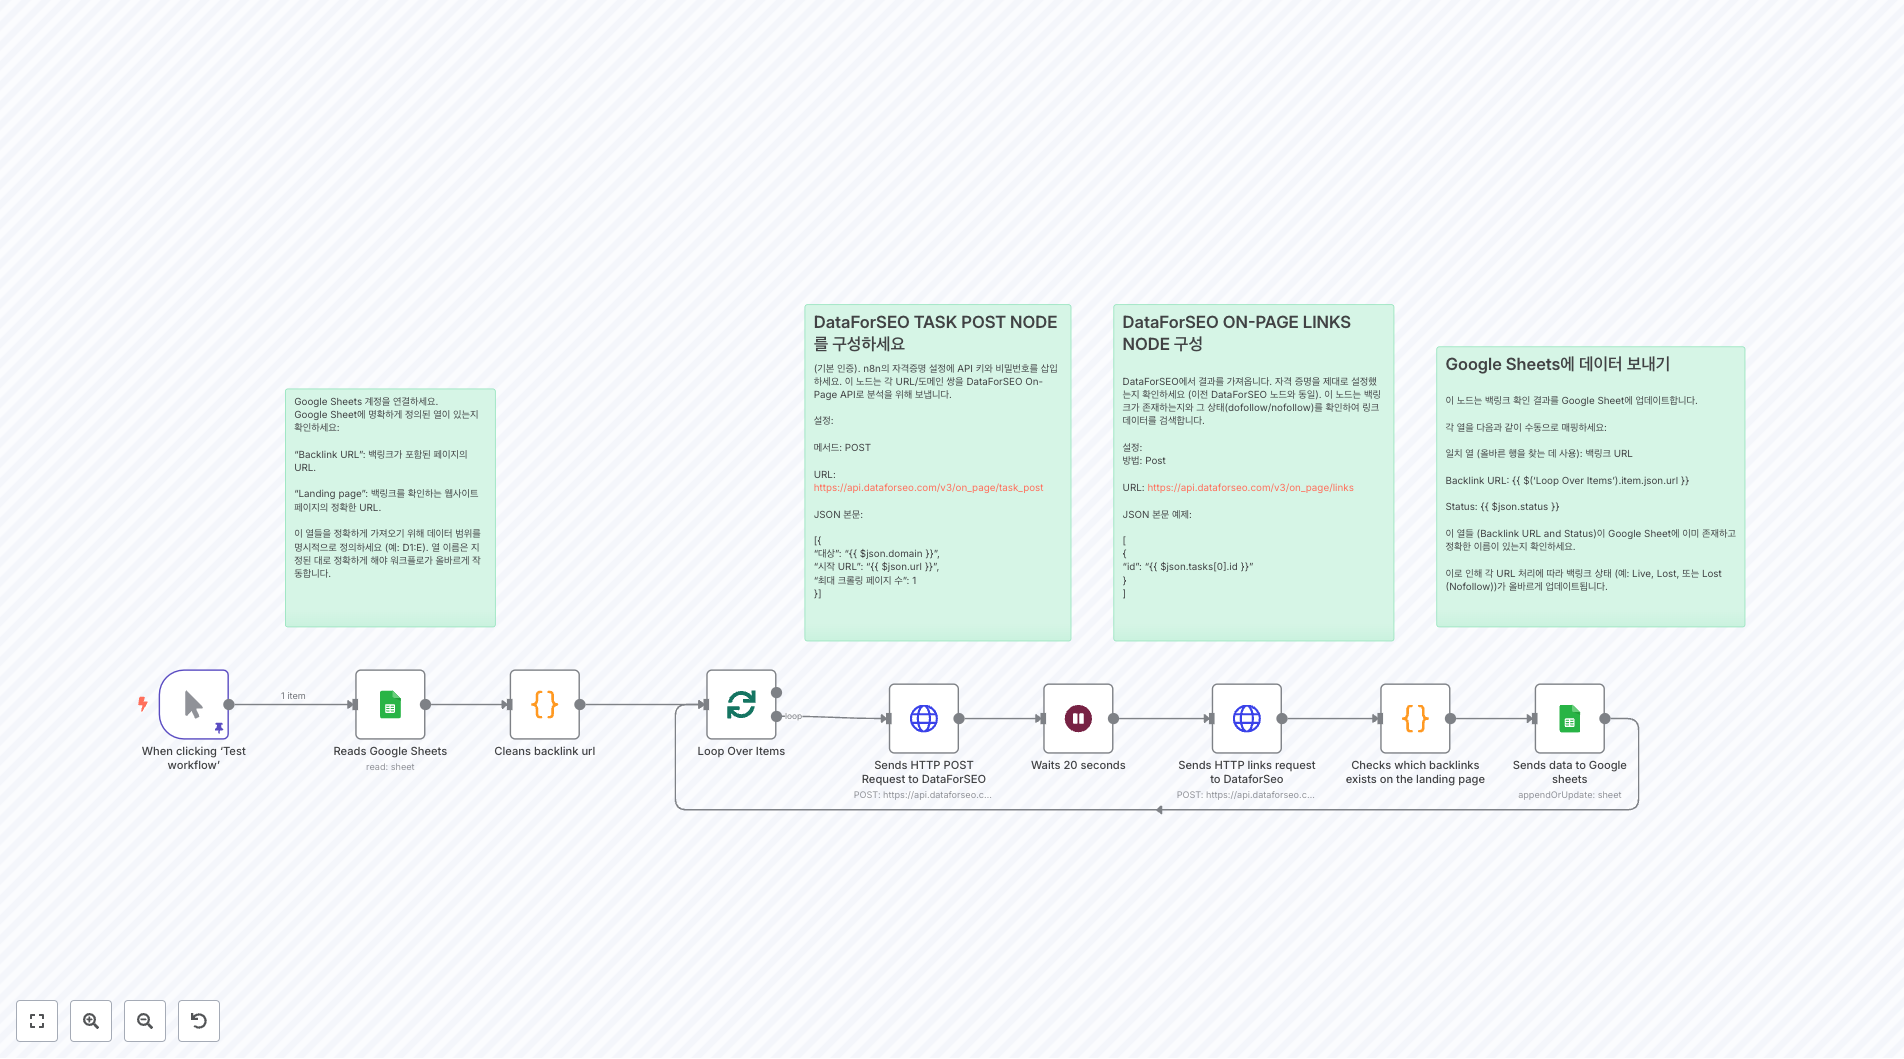 Google Sheets 계정을 연결하세요.
Google Sheet에 명확하게 정의된 열이 있는지
확인하세요:
“Backlink URL”: 백링크가 포함된 페이지의
URL.
“Landing page”: 백링크를 확인하는 웹사이트
페이지의 정확한 URL.
이 열들을 정확하게 가져오기 위해 데이터 범위를
명시적으로 정의하세요 (예: D1:E). 열 이름은 지
정된 대로 정확하게 해야 워크플로가 올바르게 작
동합니다.
DataForSEO TASK POST NODE
를 구성하세요
(기본 인증). n8n의 자격증명 설정에 API 키와 비밀번호를 삽입
하세요. 이 노드는 각 URL/도메인 쌍을 DataForSEO On-
Page API로 분석을 위해 보냅니다.
설정:
메서드: POST
URL:
https://api.dataforseo.com/v3/on_page/task_post
JSON 본문:
[{
“대상”: “{{ $json.domain }}”,
“시작 URL”: “{{ $json.url }}”,
“최대 크롤링 페이지 수”: 1
}]
DataForSEO ON-PAGE LINKS
NODE 구성
DataForSEO에서 결과를 가져옵니다. 자격 증명을 제대로 설정했
는지 확인하세요 (이전 DataForSEO 노드와 동일). 이 노드는 백링
크가 존재하는지와 그 상태(dofollow/nofollow)를 확인하여 링크
데이터를 검색합니다.
설정:
방법: Post
URL: https://api.dataforseo.com/v3/on_page/links
JSON 본문 예제:
[
{
“id”: “{{ $json.tasks[0].id }}”
}
]
Google Sheets에 데이터 보내기
이 노드는 백링크 확인 결과를 Google Sheet에 업데이트합니다.
각 열을 다음과 같이 수동으로 매핑하세요:
일치 열 (올바른 행을 찾는 데 사용): 백링크 URL
Backlink URL: {{ $(‘Loop Over Items’).item.json.url }}
Status: {{ $json.status }}
이 열들 (Backlink URL and Status)이 Google Sheet에 이미 존재하고
정확한 이름이 있는지 확인하세요.
이로 인해 각 URL 처리에 따라 백링크 상태 (예: Live, Lost, 또는 Lost
(Nofollow))가 올바르게 업데이트됩니다.
1 item
loop
When clicking ‘Test
workflow’
Reads Google Sheets
read: sheet
Cleans backlink url
Loop Over Items
Sends HTTP POST
Request to DataForSEO
POST: https://api.dataforseo.c...
Waits 20 seconds
Sends HTTP links request
to DataforSeo
POST: https://api.dataforseo.c...
Checks which backlinks
exists on the landing page
Sends data to Google
sheets
appendOrUpdate: sheet